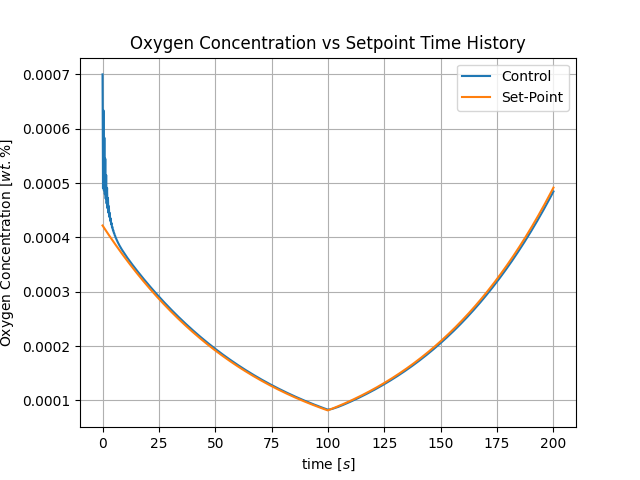 Oxygen Concentration vs Setpoint Time History
Control
Set-Point
Oxygen Concentration [wt.%]
0.0007
0.0006
0.0005
0.0004
0.0003
0.0002
0.0001
0 25 50 75 100 125 150 175 200
time [s]